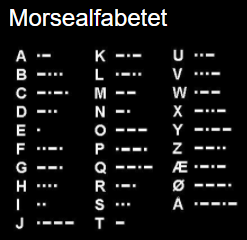 Morsealfabetet
A ·− K −·− U ··−
B −··· L ·−·· V ···−
C −·−· M −− W ·−−
D −·· N −· X −··−
E · O −−− Y −·−−
F ··−· P ·−−· Z −−··
G −−· Q −−·− Æ ·−·−
H ···· R ·−· Ø −−−·
I ·· S ··· A ·−−·−
J ·−−− T −